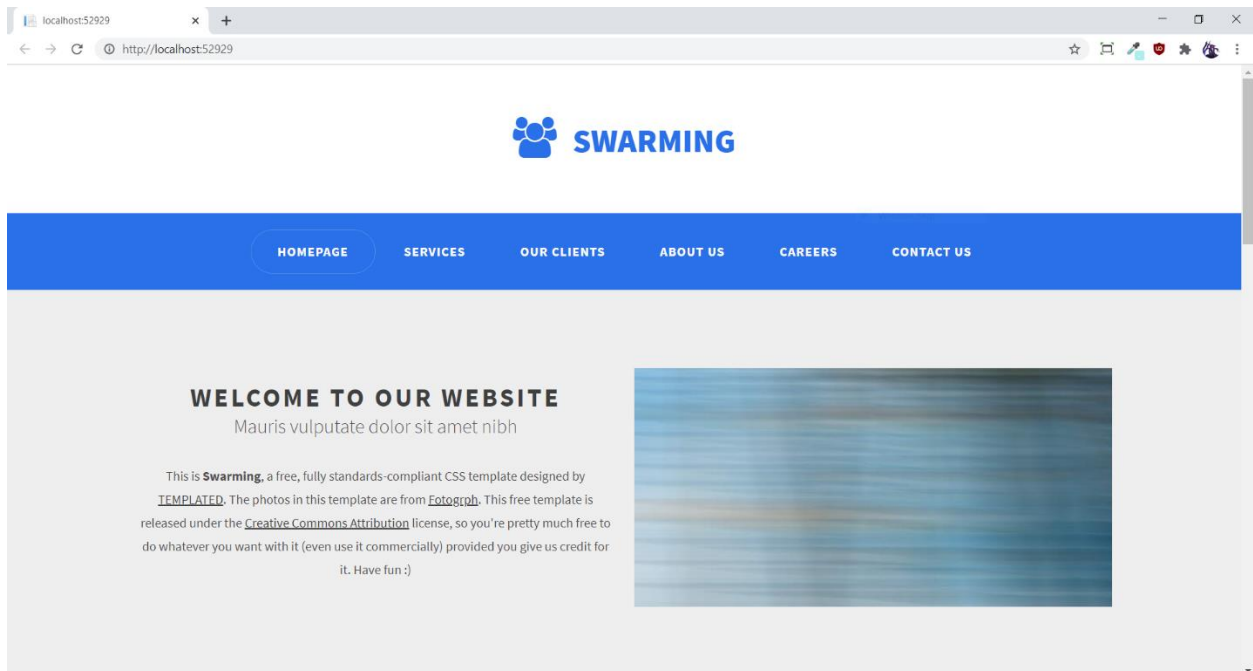 localhost:52929
http://localhost:52929
SWARMING
HOMEPAGE SERVICES OUR CLIENTS ABOUT US CAREERS CONTACT US
WELCOME TO OUR WEBSITE
Mauris vulputate dolor sit amet nibh
This is Swarming, a free, fully standards-compliant CSS template designed by
TEMPLATED. The photos in this template are from Fotogrph. This free template is
released under the Creative Commons Attribution license, so you're pretty much free to
do whatever you want with it (even use it commercially) provided you give us credit for
it. Have fun :)